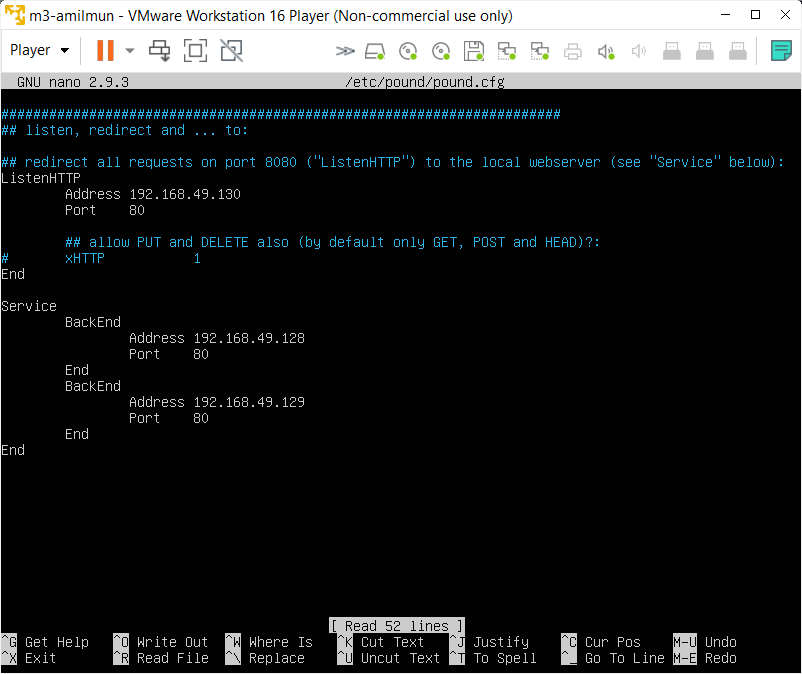 m3-amilmun - VMware Workstation 16 Player (Non-commercial use only)
Player
GNU nano 2.9.3 /etc/pound/pound.cfg
######################################################################
## listen, redirect and ... to:
## redirect all requests on port 8080 ("ListenHTTP") to the local webserver (see "Service" below):
ListenHTTP
Address 192.168.49.130
Port 80
## allow PUT and DELETE also (by default only GET, POST and HEAD)?:
# xHTTP 1
End
Service
BackEnd
Address 192.168.49.128
Port 80
End
BackEnd
Address 192.168.49.129
Port 80
End
End
[ Read 52 lines ]
^G Get Help ^O Write Out ^W Where Is ^K Cut Text ^J Justify ^C Cur Pos M-U Undo
^X Exit ^R Read File ^\ Replace ^U Uncut Text ^T To Spell ^_ Go To Line M-E Redo